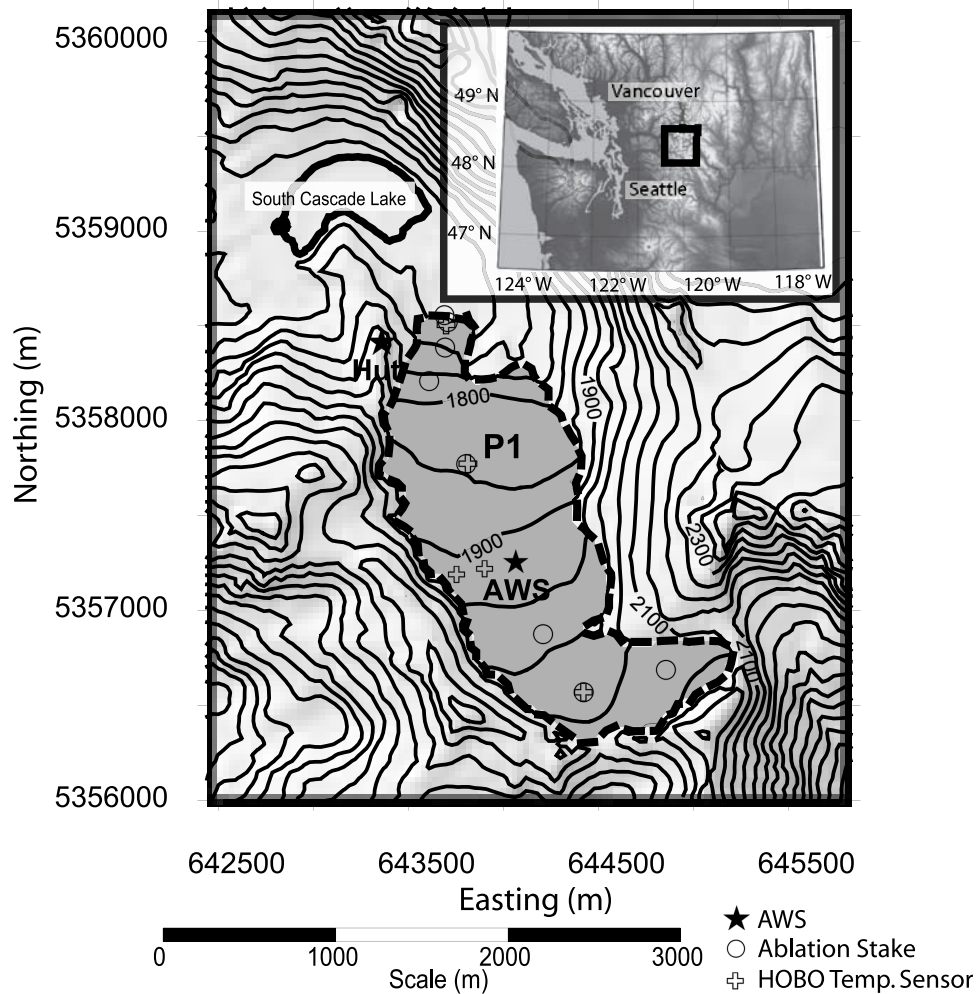 5360000
Vancouver
49° N
48° N
Seattle
South Cascade Lake
5359000
47° N
124° W
122° W
120° W
118° W
Hut
1800
1900
5358000
P1
Northing (m)
1900
2300
AWS
5357000
2100
2100
5356000
642500
643500
644500
645500
Easting (m)
AWS
0
1000
2000
3000
Ablation Stake
Scale (m)
HOBO Temp. Sensor